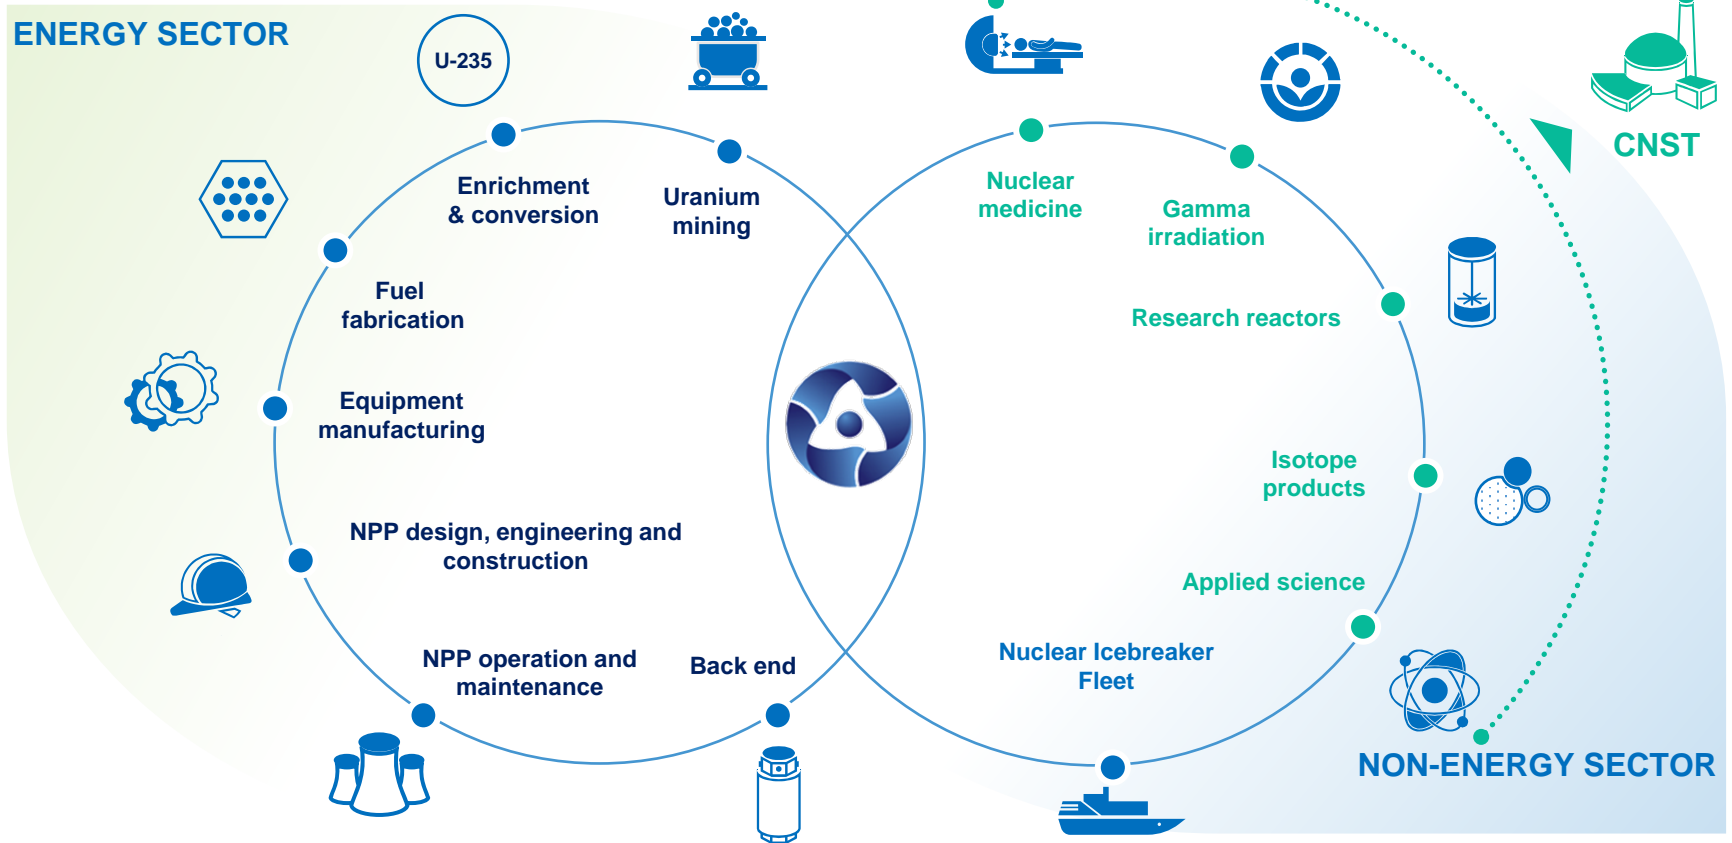 ENERGY SECTOR
U-235
CNST
Enrichment
& conversion
Uranium
mining
Nuclear
medicine
Gamma
irradiation
Fuel
fabrication
Research reactors
Equipment
manufacturing
Isotope
products
NPP design, engineering and
construction
Applied science
NPP operation and
maintenance
Back end
Nuclear Icebreaker
Fleet
NON-ENERGY SECTOR